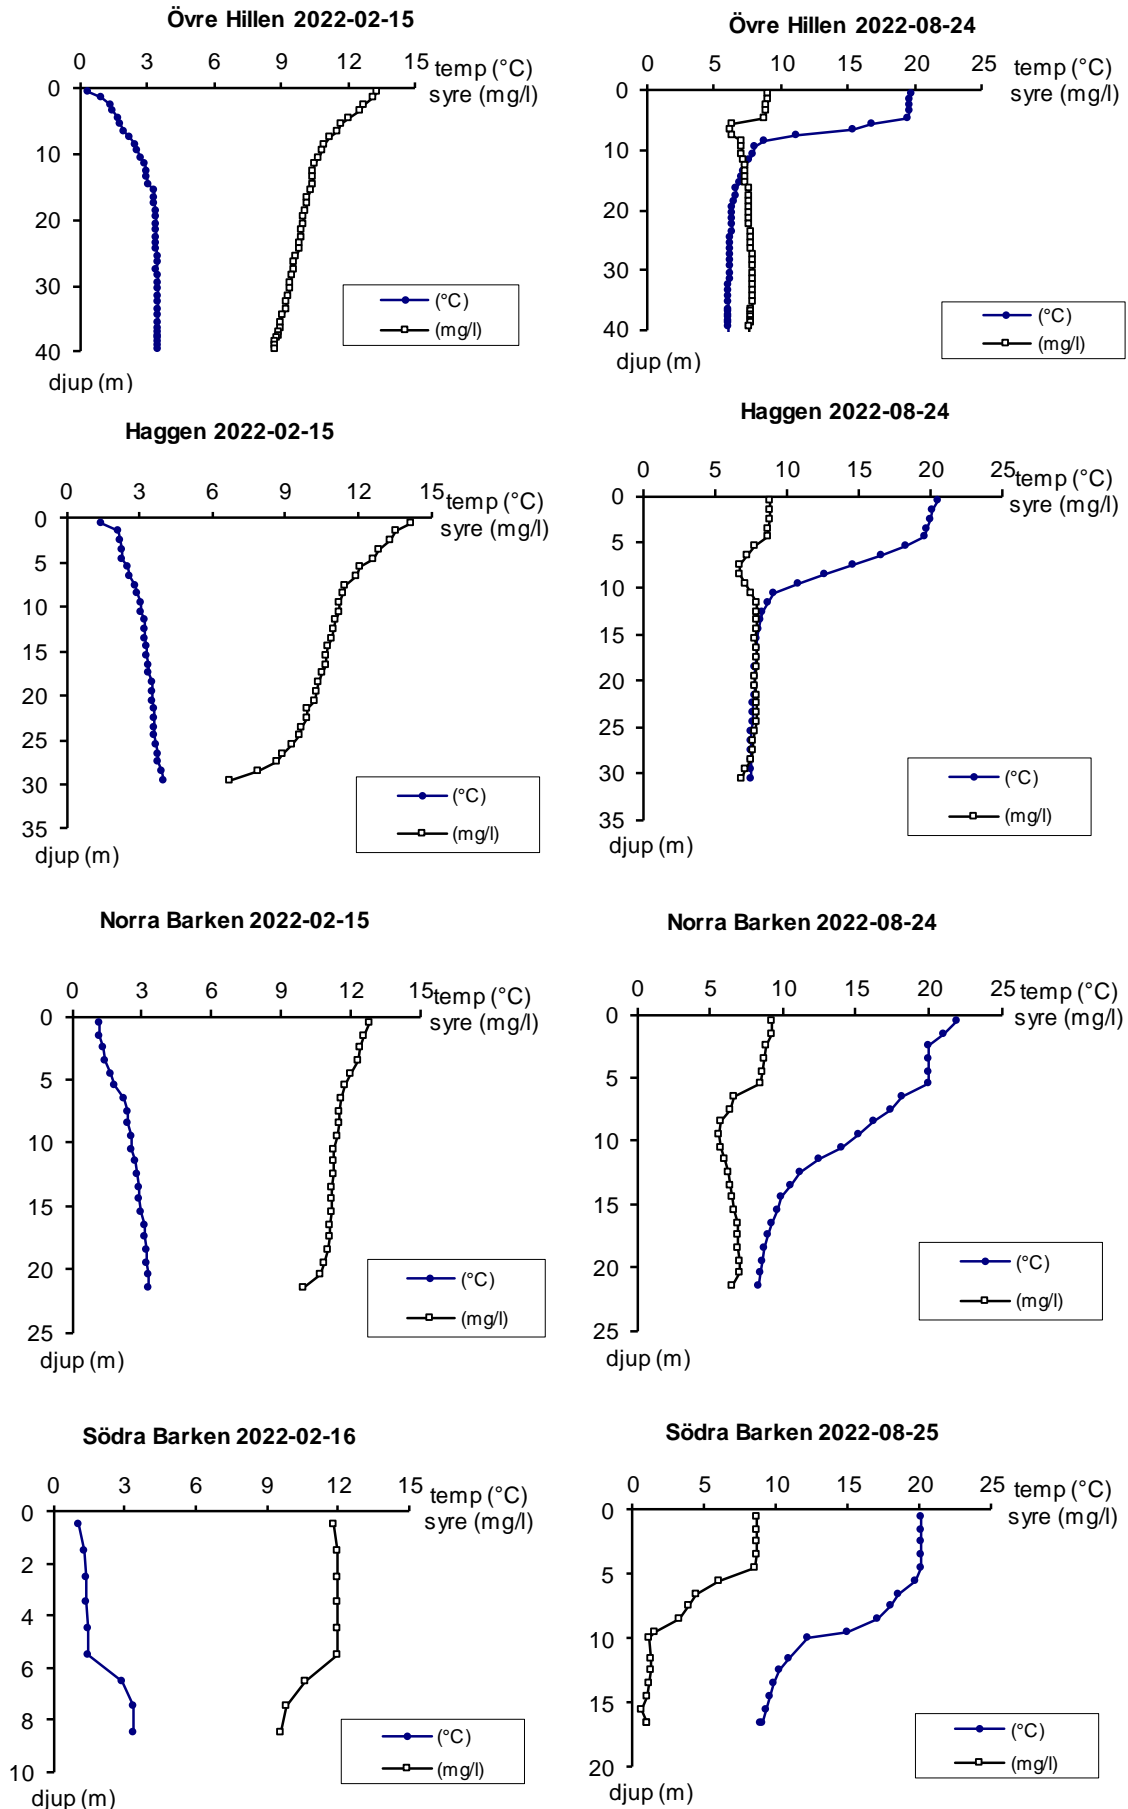 Övre Hillen 2022-02-15
0 3 6 9 12 15
temp (°C)
syre (mg/l)
0
10
20
30
40
(°C)
(mg/l)
djup (m)
Övre Hillen 2022-08-24
0 5 10 15 20 25
temp (°C)
syre (mg/l)
0
10
20
30
40
(°C)
(mg/l)
djup (m)
Haggen 2022-02-15
0 3 6 9 12 15
temp (°C)
syre (mg/l)
0
5
10
15
20
25
30
35
(°C)
(mg/l)
djup (m)
Haggen 2022-08-24
0 5 10 15 20 25
temp (°C)
syre (mg/l)
0
5
10
15
20
25
30
35
(°C)
(mg/l)
djup (m)
Norra Barken 2022-02-15
0 3 6 9 12 15
temp (°C)
syre (mg/l)
0
5
10
15
20
25
(°C)
(mg/l)
djup (m)
Norra Barken 2022-08-24
0 5 10 15 20 25
temp (°C)
syre (mg/l)
0
5
10
15
20
25
(°C)
(mg/l)
djup (m)
Södra Barken 2022-02-16
0 3 6 9 12 15
temp (°C)
syre (mg/l)
0
2
4
6
8
10
(°C)
(mg/l)
djup (m)
Södra Barken 2022-08-25
0 5 10 15 20 25
temp (°C)
syre (mg/l)
0
5
10
15
20
(°C)
(mg/l)
djup (m)